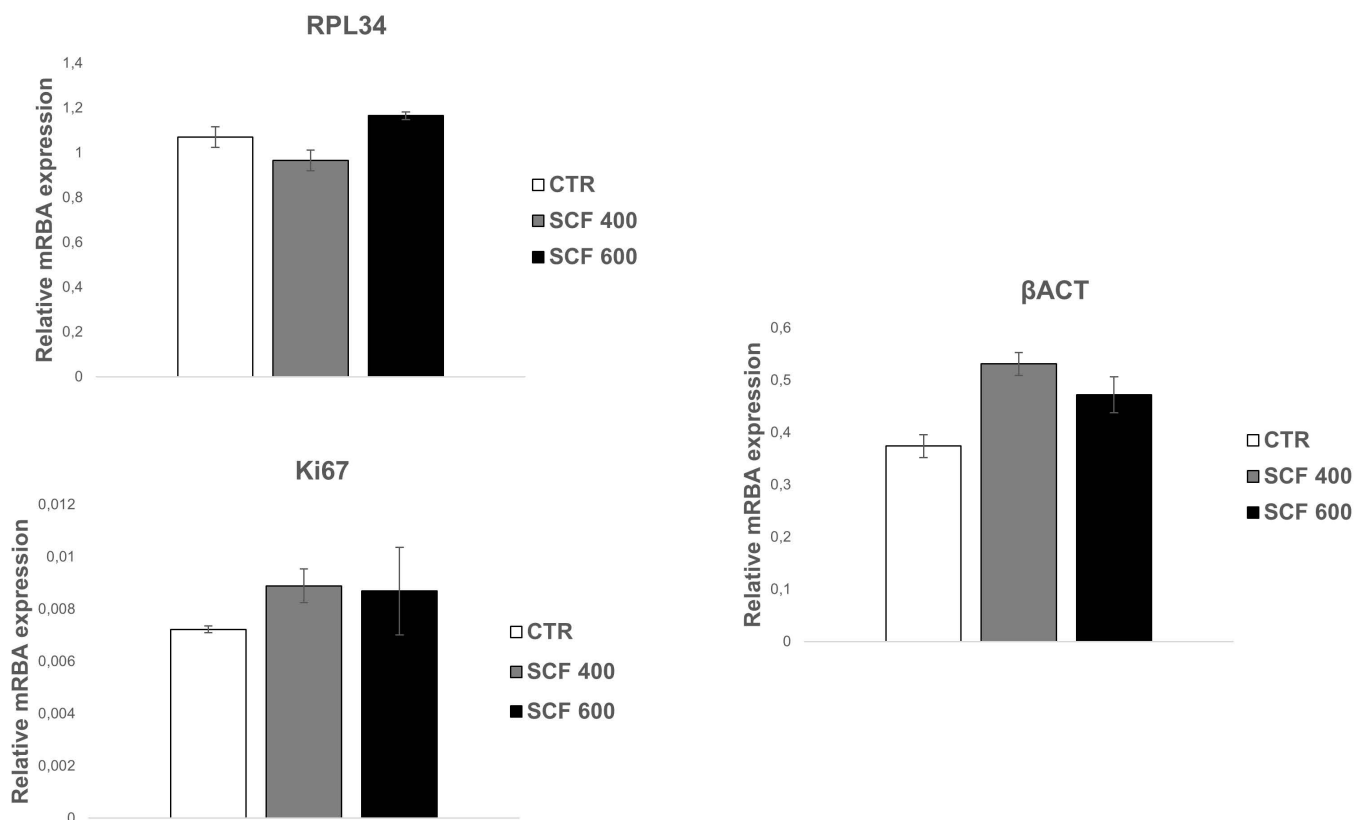 RPL34
Relative mRBA expression
1,4
1,2
1
0,8
0,6
0,4
0,2
0
CTR
SCF 400
SCF 600
Ki67
Relative mRBA expression
0,012
0,01
0,008
0,006
0,004
0,002
0
CTR
SCF 400
SCF 600
βACT
Relative mRBA expression
0,6
0,5
0,4
0,3
0,2
0,1
0
CTR
SCF 400
SCF 600